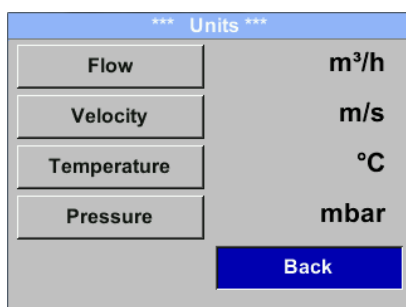 *** Units ***
Flow m³/h
Velocity m/s
Temperature °C
Pressure mbar
Back